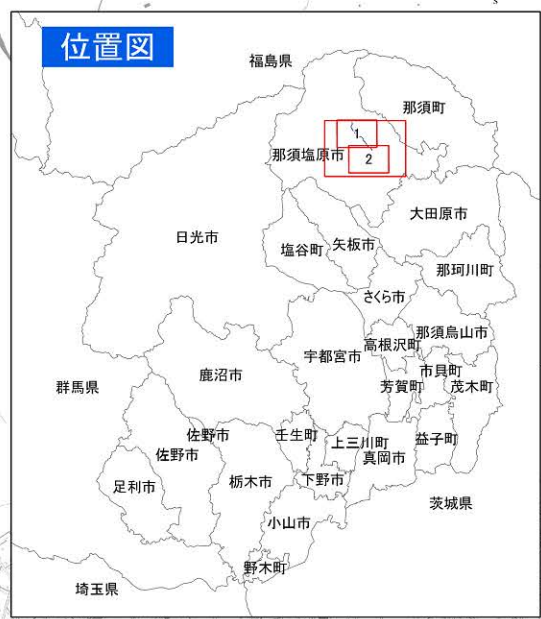 位置図
福島県
那須町
1
那須塩原市
2
大田原市
日光市
塩谷町
矢板市
那珂川町
さくら市
那須烏山市
宇都宮市
高根沢町
市貝町
鹿沼市
群馬県
芳賀町
茂木町
佐野市
壬生町
上三川町
益子町
佐野市
真岡市
足利市
栃木市
下野市
茨城県
小山市
野木町
埼玉県